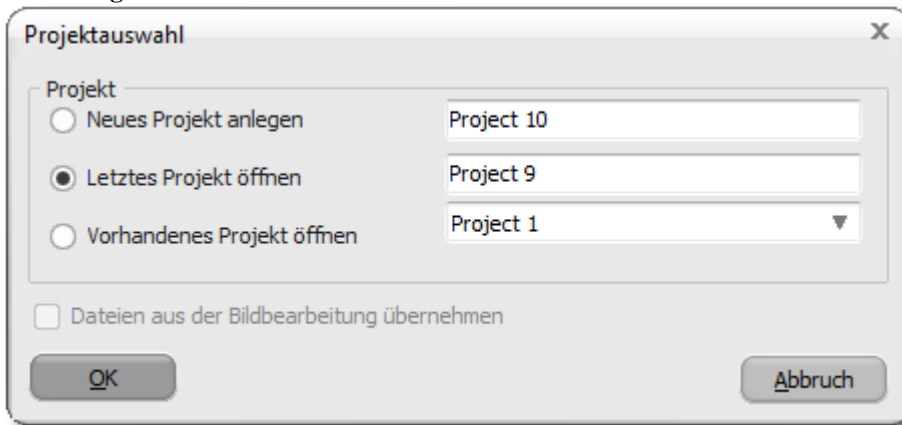 Projektauswahl
Projekt
Neues Projekt anlegen Project 10
Letztes Projekt öffnen Project 9
Vorhandenes Projekt öffnen Project 1
Dateien aus der Bildbearbeitung übernehmen
OK Abbruch